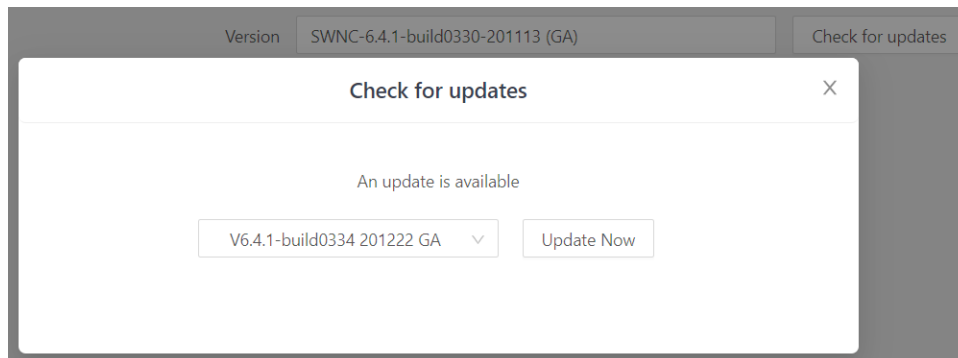 Version SWNC-6.4.1-build0330-201113 (GA) Check for updates
Check for updates
An update is available
V6.4.1-build0334 201222 GA Update Now